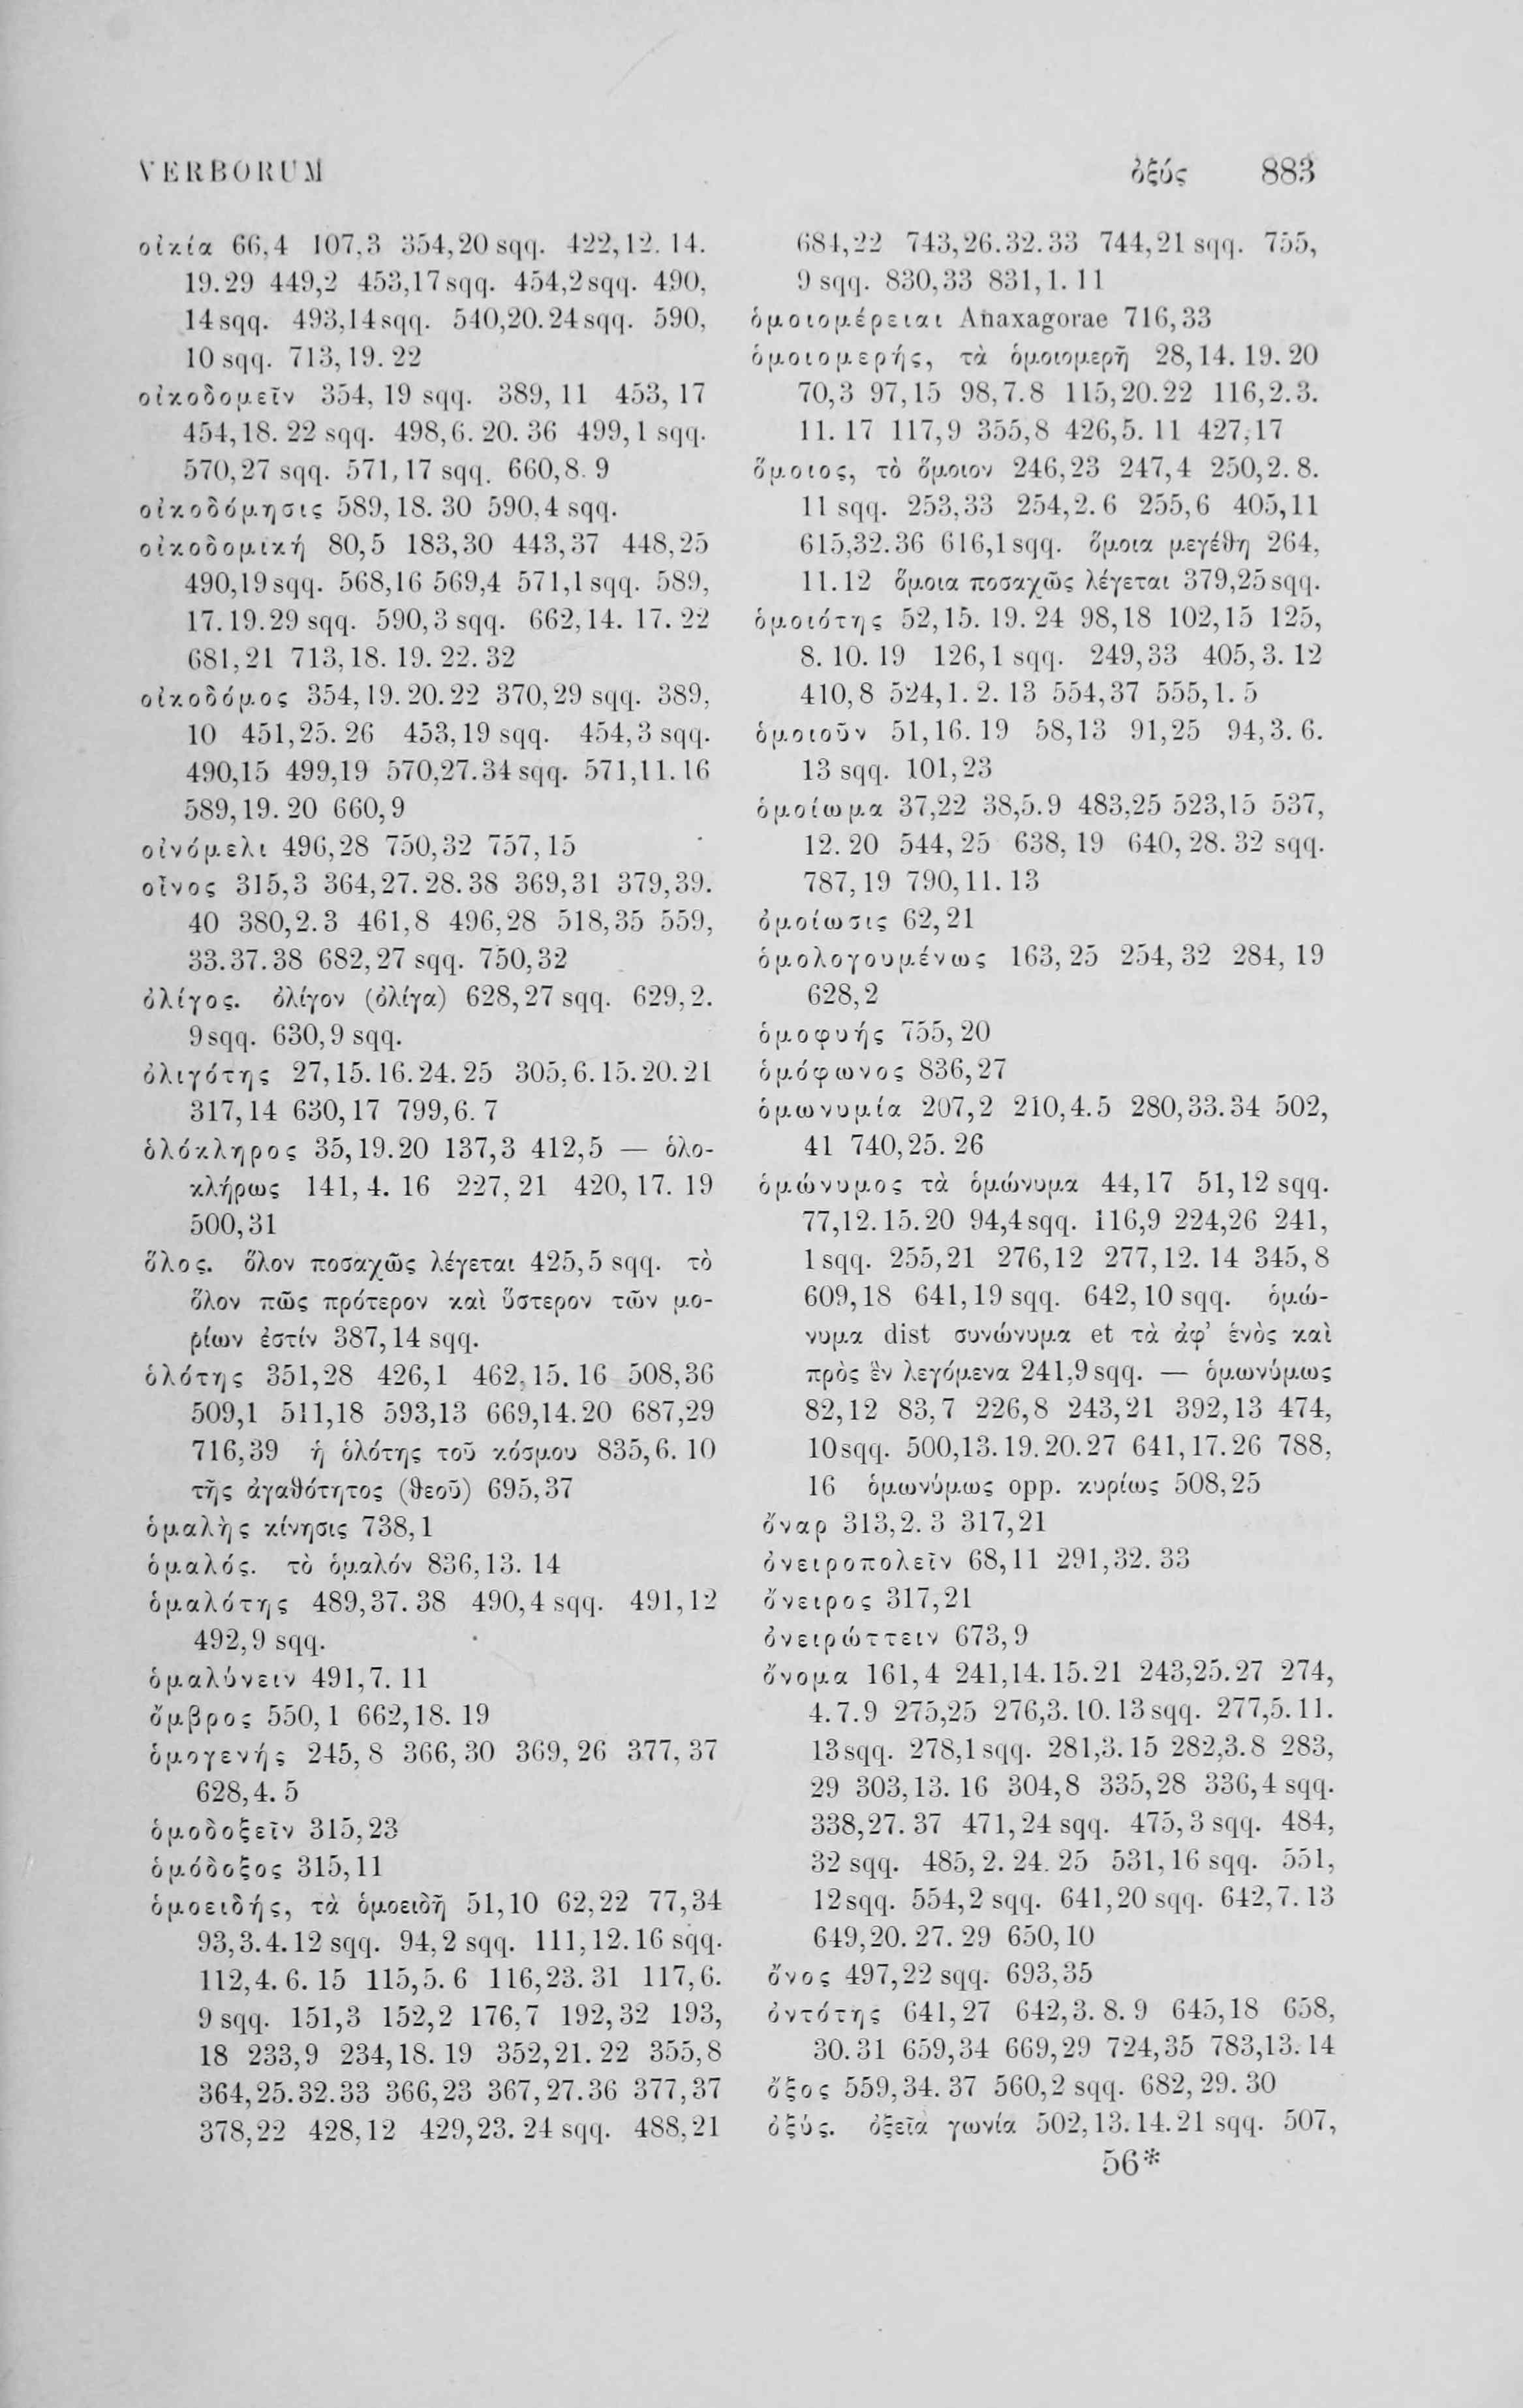 VERBORUM ὀξύς 883
οἰκία 66,4 107,3 354,20 sqq. 422,12. 14.
19.29 449,2 453,17 sqq. 454,2 sqq. 490,
14 sqq. 493,14 sqq. 540,20. 24 sqq. 590,
10 sqq. 713,19. 22
οἰκοδομεῖν 354, 19 sqq. 389, 11 453, 17
454,18. 22 sqq. 498,6. 20. 36 499,1 sqq.
570,27 sqq. 571,17 sqq. 660,8. 9
οἰκοδόμησις 589,18. 30 590,4 sqq.
οἰκοδομική 80,5 183,30 443,37 448,25
490,19 sqq. 568,16 569,4 571,1 sqq. 589,
17.19.29 sqq. 590,3 sqq. 662,14. 17. 22
681,21 713,18. 19. 22. 32
οἰκοδόμος 354,19. 20. 22 370,29 sqq. 389,
10 451,25. 26 453,19 sqq. 454,3 sqq.
490,15 499,19 570,27.34 sqq. 571,11. 16
589,19. 20 660,9
οἰνόμελι 496,28 750,32 757,15
οἶνος 315,3 364,27. 28. 38 369,31 379,39.
40 380,2. 3 461,8 496,28 518,35 559,
33.37.38 682,27 sqq. 750,32
ὀλίγος. ὀλίγον (ὀλίγα) 628,27 sqq. 629,2.
9 sqq. 630,9 sqq.
ὀλιγότης 27,15. 16. 24. 25 305,6. 15. 20. 21
317,14 630,17 799,6. 7
ὁλόκληρος 35,19.20 137,3 412,5 — ὁλο-
κλήρως 141, 4. 16 227, 21 420, 17. 19
500,31
ὅλος. ὅλον ποσαχῶς λέγεται 425,5 sqq. τὸ
ὅλον πῶς πρότερον καὶ ὕστερον τῶν μο-
ρίων ἐστίν 387,14 sqq.
ὁλότης 351,28 426,1 462,15. 16 508,36
509,1 511,18 593,13 669,14. 20 687,29
716,39 ἡ ὁλότης τοῦ κόσμου 835,6. 10
τῆς ἀγαθότητος (θεοῦ) 695,37
ὁμαλὴς κίνησις 738,1
ὁμαλός. τὸ ὁμαλόν 836,13. 14
ὁμαλότης 489,37. 38 490,4 sqq. 491,12
492,9 sqq.
ὁμαλύνειν 491,7. 11
ὄμβρος 550,1 662,18. 19
ὁμογενής 245, 8 366, 30 369, 26 377, 37
628,4. 5
ὁμοδοξεῖν 315,23
ὁμόδοξος 315,11
ὁμοειδής, τὰ ὁμοειδῆ 51,10 62,22 77,34
93,3.4.12 sqq. 94,2 sqq. 111,12.16 sqq.
112,4. 6. 15 115,5. 6 116,23. 31 117,6.
9 sqq. 151,3 152,2 176,7 192,32 193,
18 233,9 234,18. 19 352,21. 22 355,8
364,25.32.33 366,23 367,27.36 377,37
378,22 428,12 429,23. 24 sqq. 488,21
684,22 743,26.32.33 744,21 sqq. 755,
9 sqq. 830,33 831,1. 11
ὁμοιομέρειαι Anaxagorae 716,33
ὁμοιομερής, τὰ ὁμοιομερῆ 28,14. 19. 20
70,3 97,15 98,7. 8 115,20.22 116,2.3.
11. 17 117,9 355,8 426,5. 11 427,17
ὅμοιος, τὸ ὅμοιον 246,23 247,4 250,2. 8.
11 sqq. 253,33 254,2. 6 255,6 405,11
615,32.36 616,1 sqq. ὅμοια μεγέθη 264,
11.12 ὅμοια ποσαχῶς λέγεται 379,25 sqq.
ὁμοιότης 52,15. 19. 24 98,18 102,15 125,
8. 10. 19 126,1 sqq. 249,33 405,3. 12
410,8 524,1. 2. 13 554,37 555,1. 5
ὁμοιοῦν 51,16. 19 58,13 91,25 94,3. 6.
13 sqq. 101,23
ὁμοίωμα 37,22 38,5.9 483,25 523,15 537,
12. 20 544, 25 638, 19 640, 28. 32 sqq.
787,19 790,11. 13
ὁμοίωσις 62,21
ὁμολογουμένως 163, 25 254, 32 284, 19
628,2
ὁμοφυής 755,20
ὁμόφωνος 836,27
ὁμωνυμία 207,2 210,4. 5 280,33. 34 502,
41 740,25. 26
ὁμώνυμος τὰ ὁμώνυμα 44,17 51,12 sqq.
77,12.15.20 94,4 sqq. 116,9 224,26 241,
1 sqq. 255,21 276,12 277,12. 14 345,8
609,18 641,19 sqq. 642,10 sqq. ὁμώ-
νυμα dist συνώνυμα et τὰ ἀφ’ ἑνὸς καὶ
πρὸς ἓν λεγόμενα 241,9 sqq. — ὁμωνύμως
82,12 83,7 226,8 243,21 392,13 474,
10 sqq. 500,13. 19. 20. 27 641,17. 26 788,
16 ὁμωνύμως opp. κυρίως 508,25
ὄναρ 313,2. 3 317,21
ὀνειροπολεῖν 68,11 291,32. 33
ὄνειρος 317,21
ὀνειρώττειν 673,9
ὄνομα 161,4 241,14. 15. 21 243,25. 27 274,
4. 7. 9 275,25 276,3. 10. 13 sqq. 277,5. 11.
13 sqq. 278,1 sqq. 281,3. 15 282,3. 8 283,
29 303,13. 16 304,8 335,28 336,4 sqq.
338,27. 37 471,24 sqq. 475,3 sqq. 484,
32 sqq. 485,2. 24. 25 531,16 sqq. 551,
12 sqq. 554,2 sqq. 641,20 sqq. 642,7. 13
649,20. 27. 29 650,10
ὄνος 497,22 sqq. 693,35
ὀντότης 641,27 642,3. 8. 9 645,18 658,
30. 31 659,34 669,29 724,35 783,13. 14
ὄξος 559,34. 37 560,2 sqq. 682,29. 30
ὀξύς. ὀξεῖα γωνία 502,13. 14. 21 sqq. 507,
56*